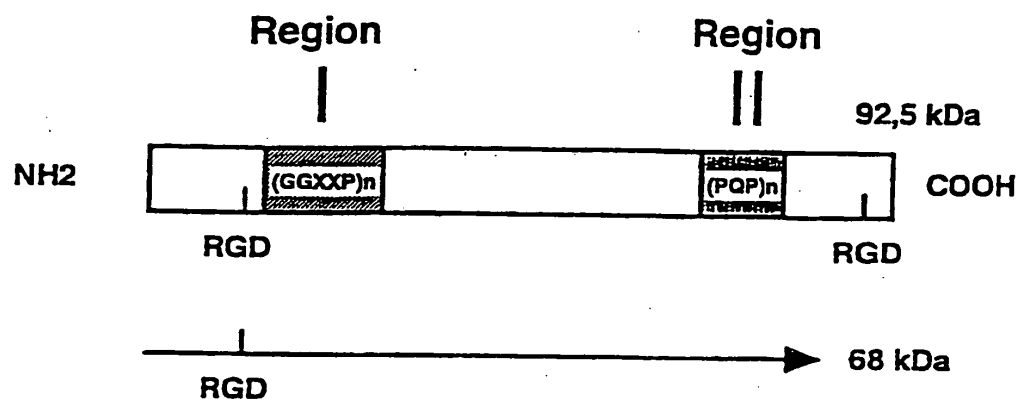 Region Region
I II
92,5 kDa
NH2 (GGXXP)n (PQP)n COOH
RGD RGD
68 kDa
RGD